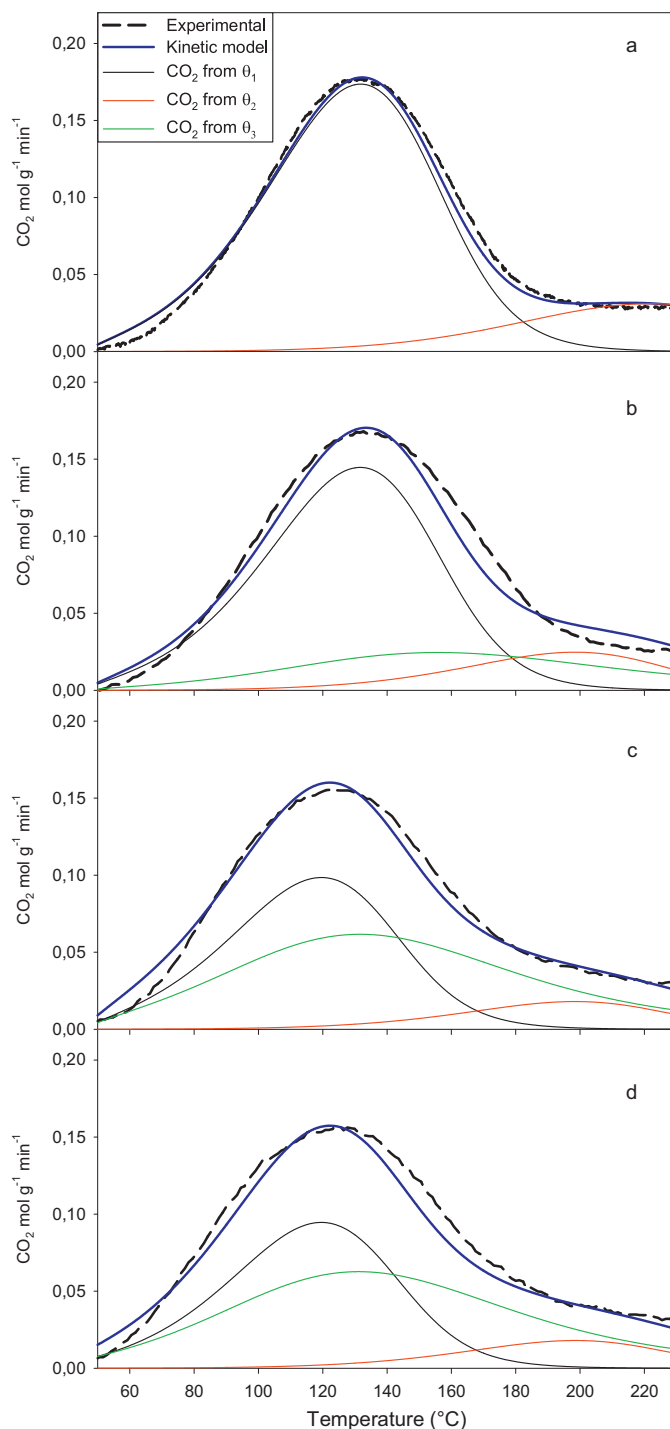 Experimental
Kinetic model
CO₂ from θ₁
CO₂ from θ₂
CO₂ from θ₃
a
0,20
0,15
0,10
0,05
0,00
CO₂ mol g⁻¹ min⁻¹
b
0,20
0,15
0,10
0,05
0,00
CO₂ mol g⁻¹ min⁻¹
c
0,20
0,15
0,10
0,05
0,00
CO₂ mol g⁻¹ min⁻¹
d
0,20
0,15
0,10
0,05
0,00
CO₂ mol g⁻¹ min⁻¹
60 80 100 120 140 160 180 200 220
Temperature (°C)